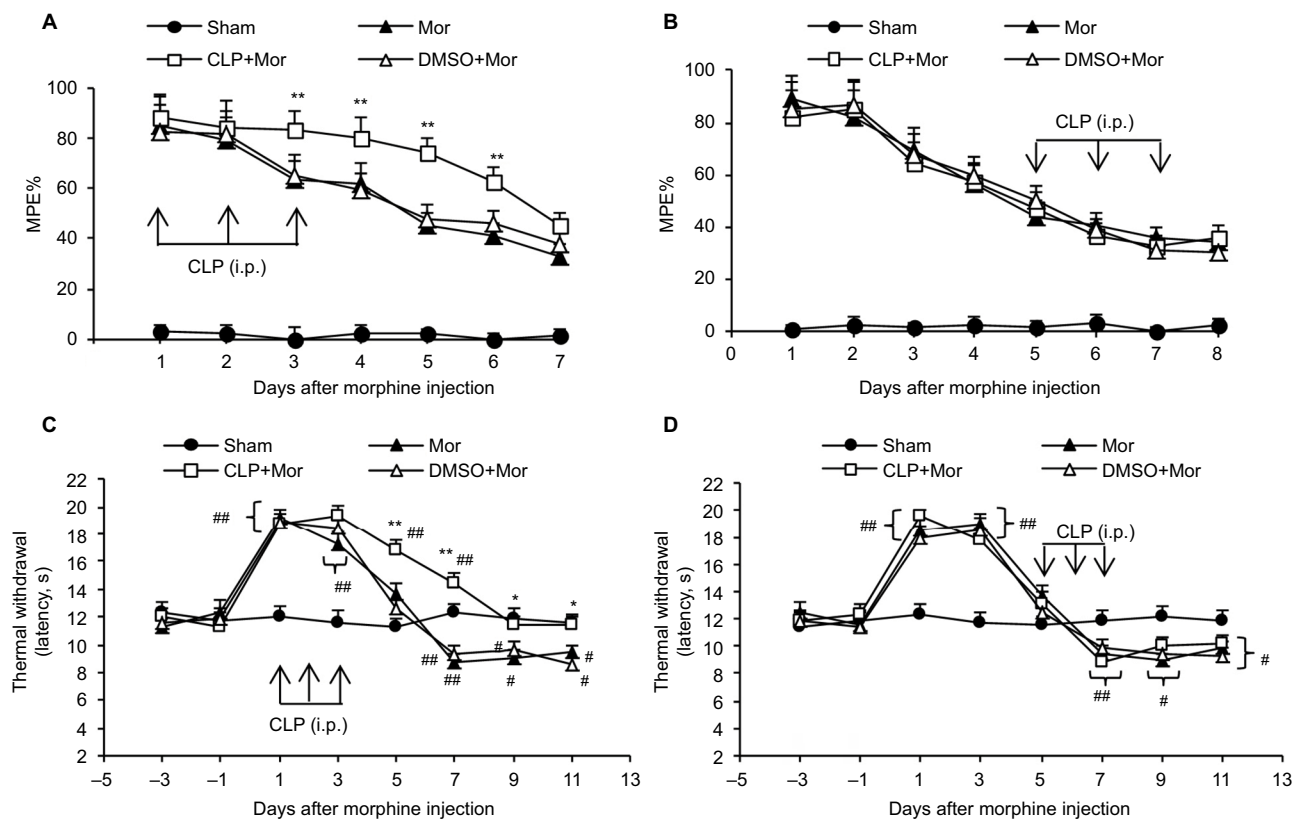 A
Sham
Mor
CLP+Mor
DMSO+Mor
MPE%
100
80
60
40
20
0
** ** ** **
CLP (i.p.)
1 2 3 4 5 6 7
Days after morphine injection
B
Sham
Mor
CLP+Mor
DMSO+Mor
MPE%
100
80
60
40
20
0
CLP (i.p.)
0 1 2 3 4 5 6 7 8
Days after morphine injection
C
Sham
Mor
CLP+Mor
DMSO+Mor
Thermal withdrawal
(latency, s)
22
20
18
16
14
12
10
8
6
4
2
##
##
** ##
** ##
* *
## ##
# #
# #
CLP (i.p.)
–5 –3 –1 1 3 5 7 9 11 13
Days after morphine injection
D
Sham
Mor
CLP+Mor
DMSO+Mor
Thermal withdrawal
(latency, s)
22
20
18
16
14
12
10
8
6
4
2
##
##
CLP (i.p.)
##
#
#
–5 –3 –1 1 3 5 7 9 11 13
Days after morphine injection